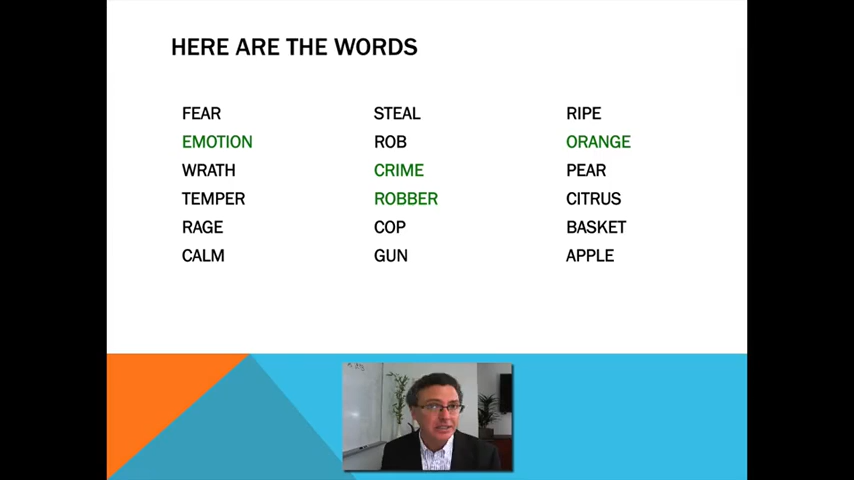 HERE ARE THE WORDS
FEAR
EMOTION
WRATH
TEMPER
RAGE
CALM
STEAL
ROB
CRIME
ROBBER
COP
GUN
RIPE
ORANGE
PEAR
CITRUS
BASKET
APPLE